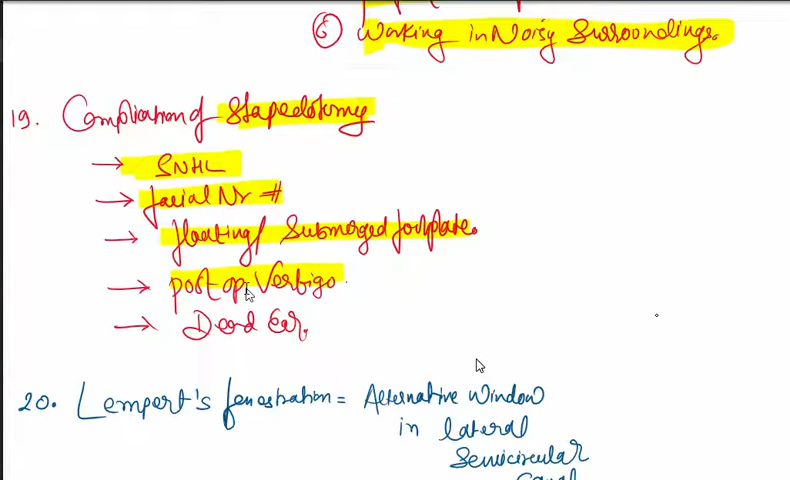 ⑥ Working in Noisy Surroundings.
19. Complication of Stapedotomy
→ SNHL
→ facial Nr #
→ floating/ Submerged footplate.
→ post op. Vertigo
→ Dead Ear.
20. Lempert's fenestration = Alternative Window
in lateral
Semicircular
Canal